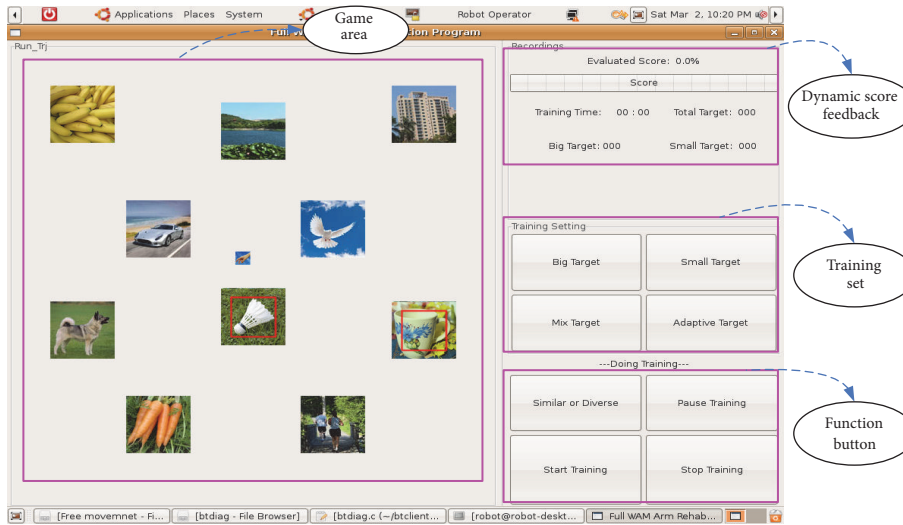 Applications Places System
Robot Operator
Sat Mar 2, 10:20 PM
Game
area
Full W
cion Program
Run_Trj
Recordings
Evaluated Score: 0.0%
Score
Training Time: 00 : 00 Total Target: 000
Big Target: 000 Small Target: 000
Dynamic score
feedback
Training Setting
Big Target
Small Target
Mix Target
Adaptive Target
Training
set
---Doing Training---
Similar or Diverse
Pause Training
Start Training
Stop Training
Function
button
[Free movemnet - Fi...
[btdiag - File Browser]
[btdiag.c (~/btclient...
[robot@robot-deskt...
Full WAM Arm Rehab...